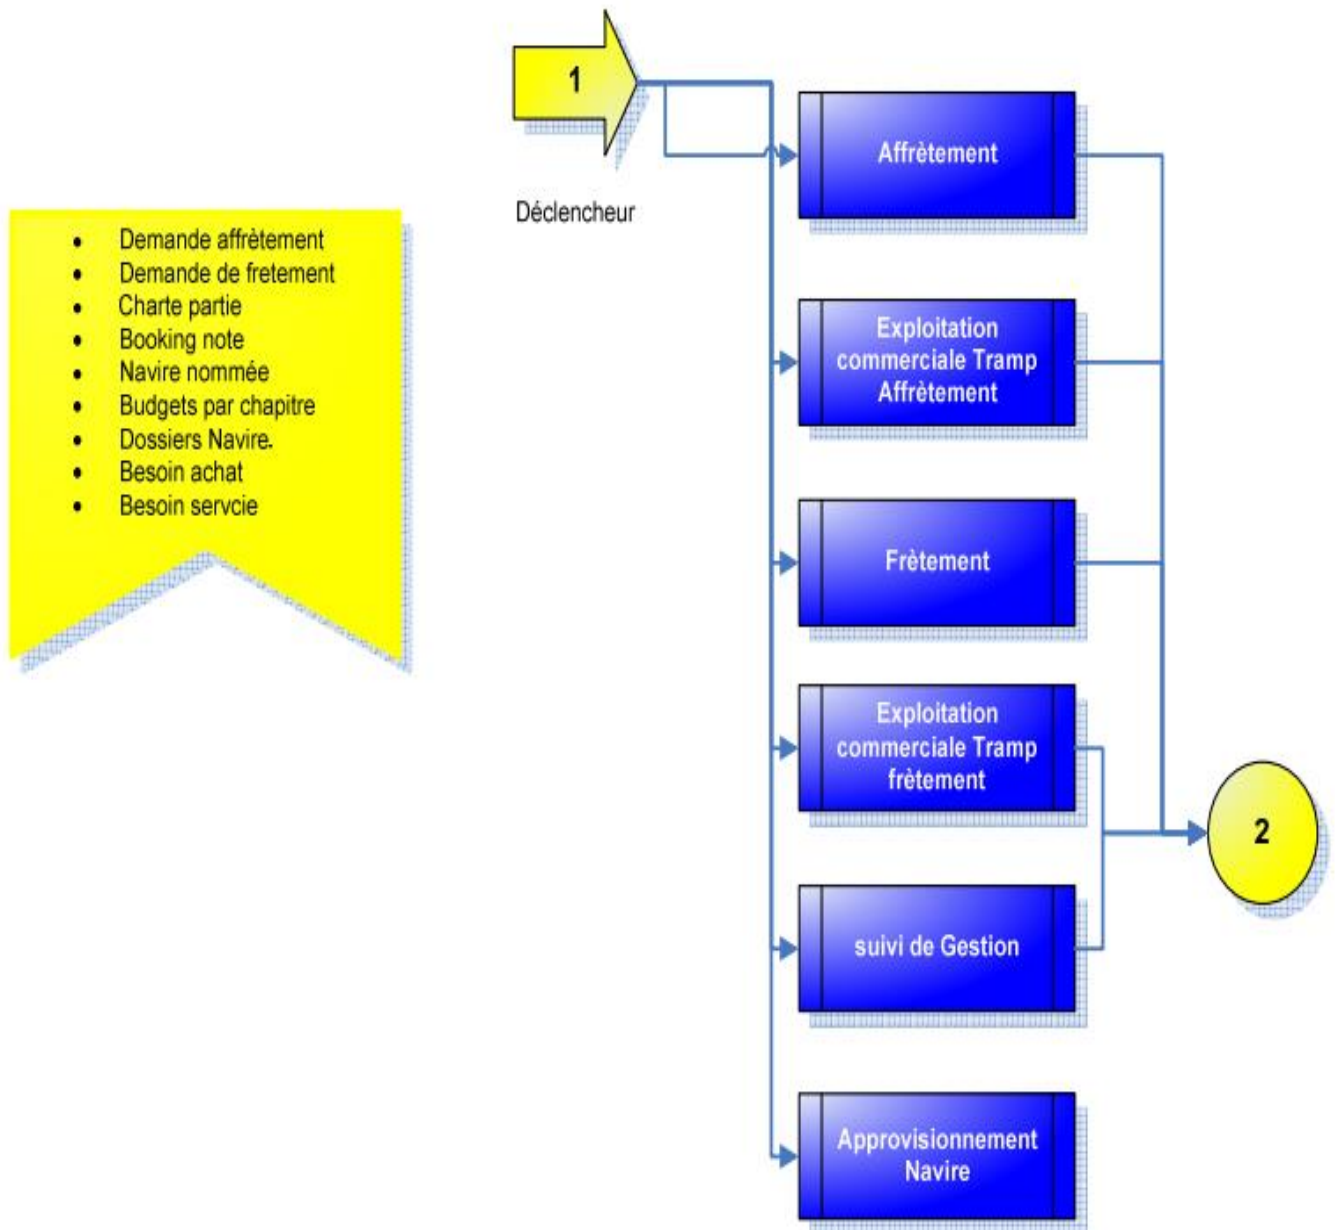 1
Déclencheur
• Demande affrètement
• Demande de fretement
• Charte partie
• Booking note
• Navire nommée
• Budgets par chapitre
• Dossiers Navire.
• Besoin achat
• Besoin servcie
Affrètement
Exploitation
commerciale Tramp
Affrètement
Frètement
Exploitation
commerciale Tramp
frètement
suivi de Gestion
Approvisionnement
Navire
2